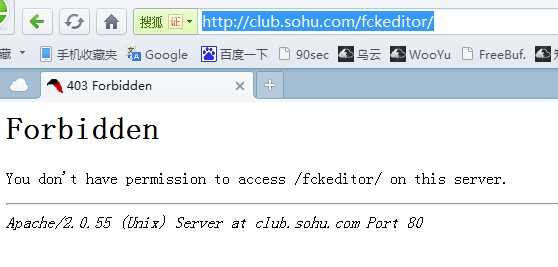 搜狐 证 http://club.sohu.com/fckeditor/
藏 手机收藏夹 Google 百度一下 90sec 乌云 WooYu FreeBuf.
403 Forbidden
Forbidden
You don't have permission to access /fckeditor/ on this server.
Apache/2.0.55 (Unix) Server at club.sohu.com Port 80